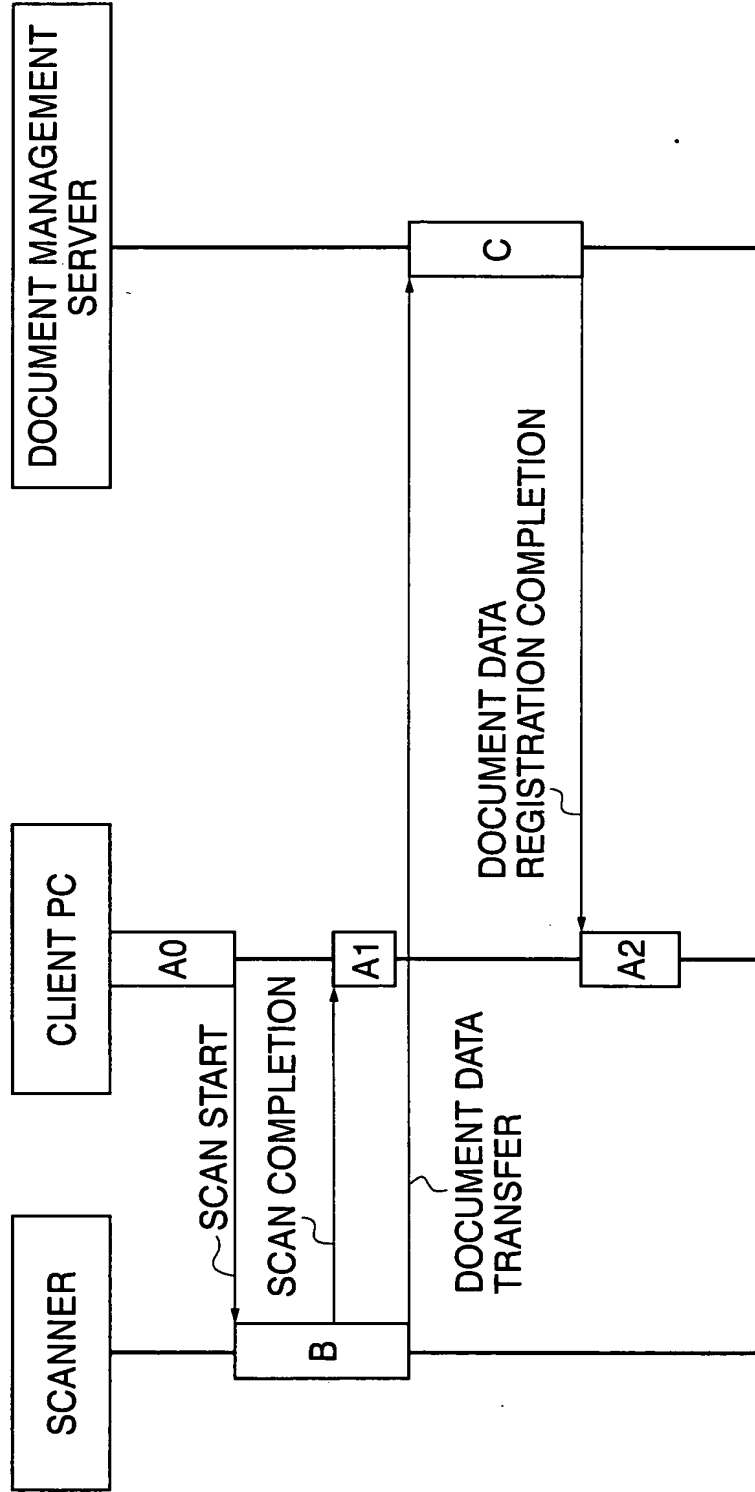 SCANNER
CLIENT PC
DOCUMENT MANAGEMENT
SERVER
A0
SCAN START
B
SCAN COMPLETION
A1
DOCUMENT DATA
TRANSFER
C
DOCUMENT DATA
REGISTRATION COMPLETION
A2